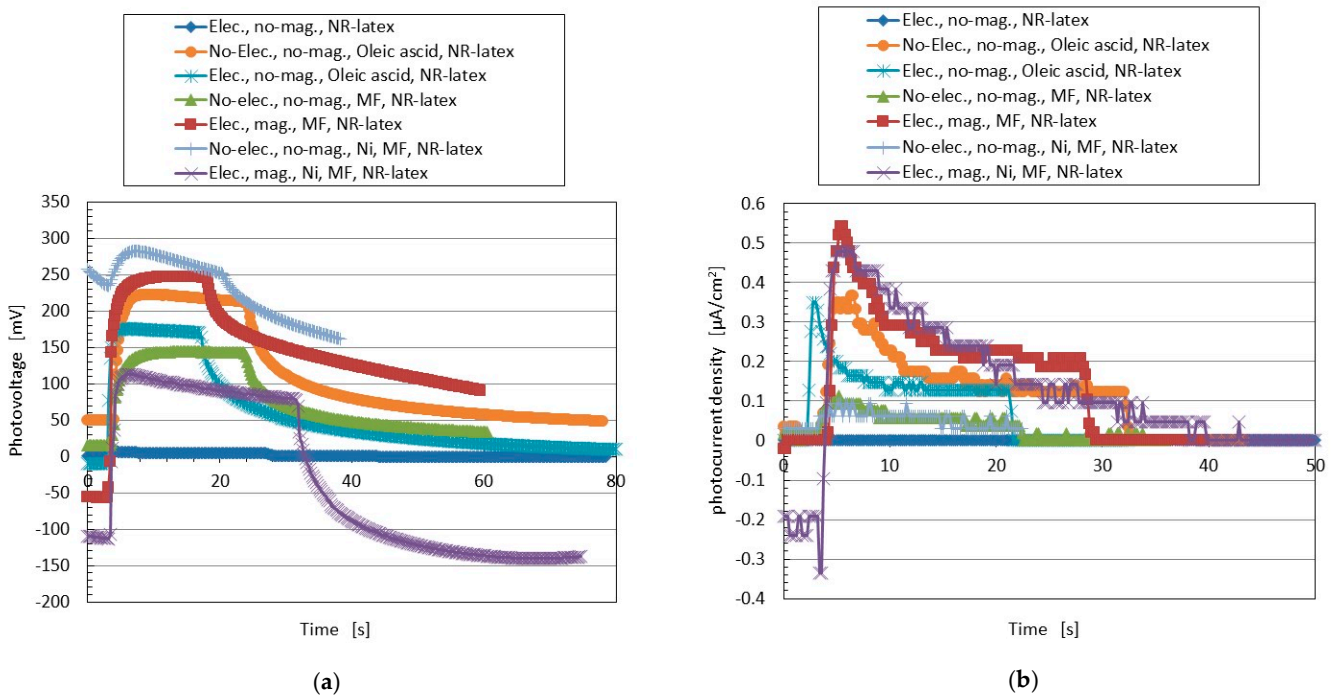 Elec., no-mag., NR-latex
No-Elec., no-mag., Oleic ascid, NR-latex
Elec., no-mag., Oleic ascid, NR-latex
No-elec., no-mag., MF, NR-latex
Elec., mag., MF, NR-latex
No-elec., no-mag., Ni, MF, NR-latex
Elec., mag., Ni, MF, NR-latex
350
300
250
200
150
100
50
0
-50
-100
-150
-200
Photovoltage [mV]
0 20 40 60 80
Time [s]
(a)
Elec., no-mag., NR-latex
No-Elec., no-mag., Oleic ascid, NR-latex
Elec., no-mag., Oleic ascid, NR-latex
No-elec., no-mag., MF, NR-latex
Elec., mag., MF, NR-latex
No-elec., no-mag., Ni, MF, NR-latex
Elec., mag., Ni, MF, NR-latex
0.6
0.5
0.4
0.3
0.2
0.1
0
-0.1
-0.2
-0.3
-0.4
photocurrent density [μA/cm²]
0 10 20 30 40 50
Time [s]
(b)